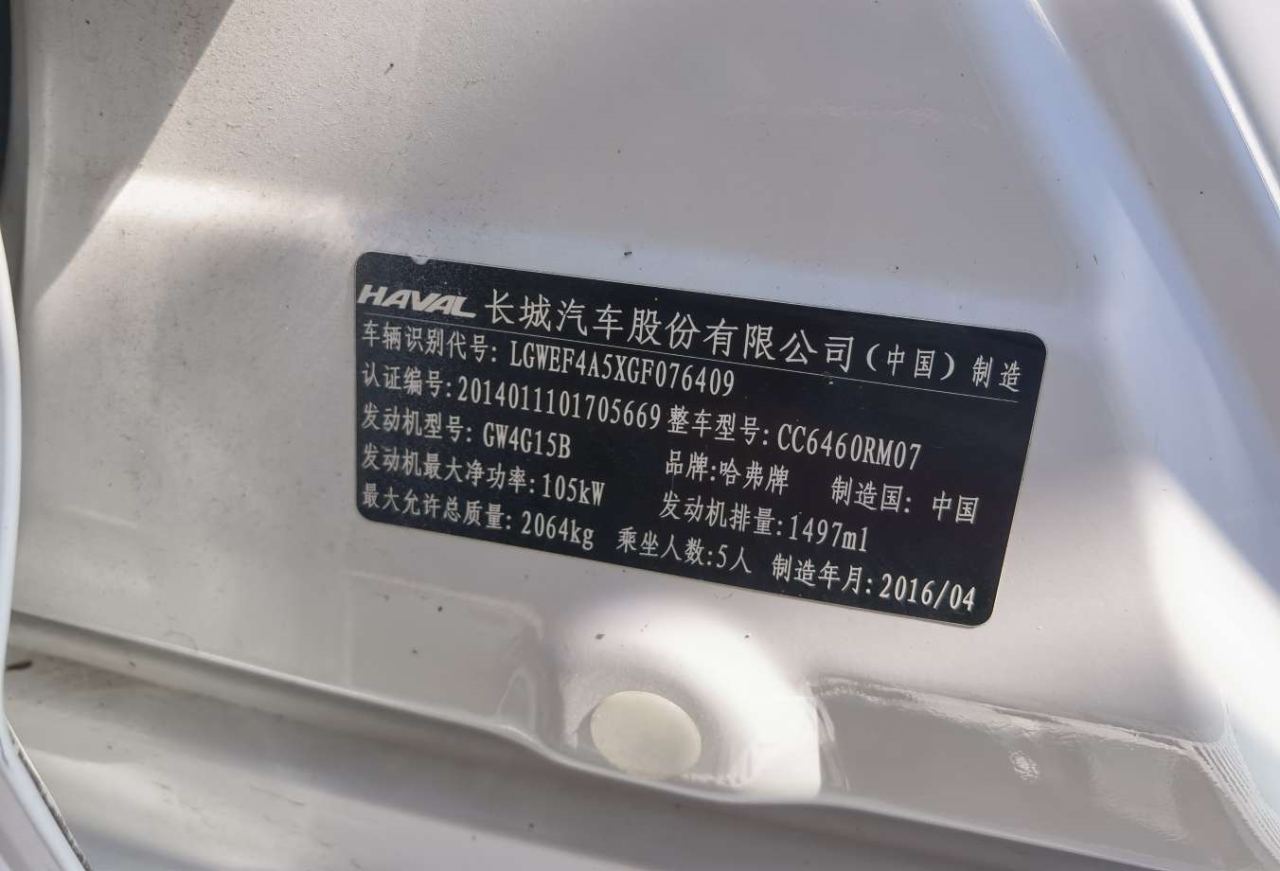 HAVAL 长城汽车股份有限公司(中国)制造
车辆识别代号: LGWEF4A5XGF076409
认证编号:2014011101705669 整车型号: CC6460RM07
发动机型号: GW4G15B 品牌:哈弗牌 制造国: 中国
发动机最大净功率:105kW 发动机排量:1497ml
最大允许总质量: 2064kg 乘坐人数:5人 制造年月:2016/04